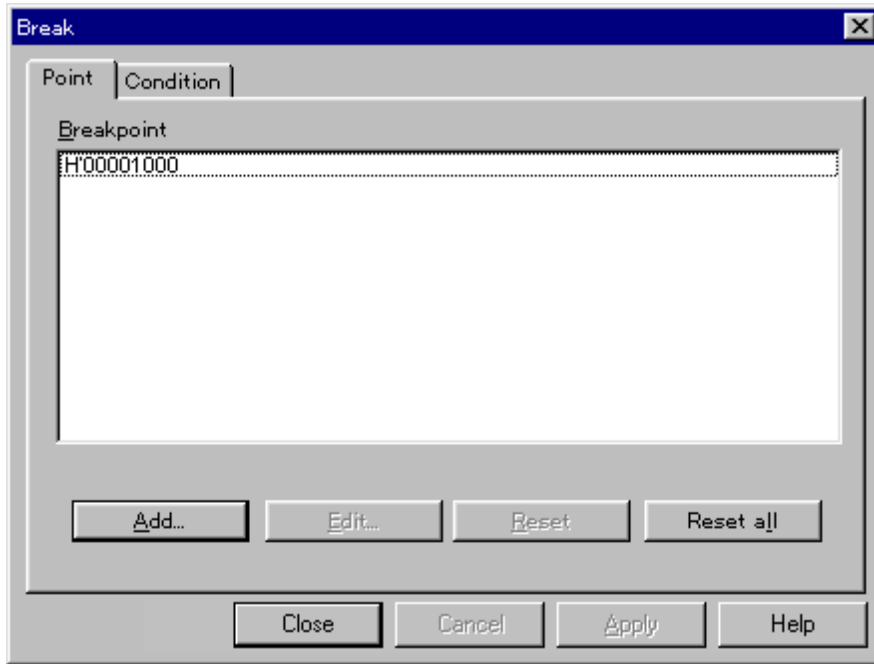 Break
Point Condition
Breakpoint
H'00001000
Add... Edit... Reset Reset all
Close Cancel Apply Help